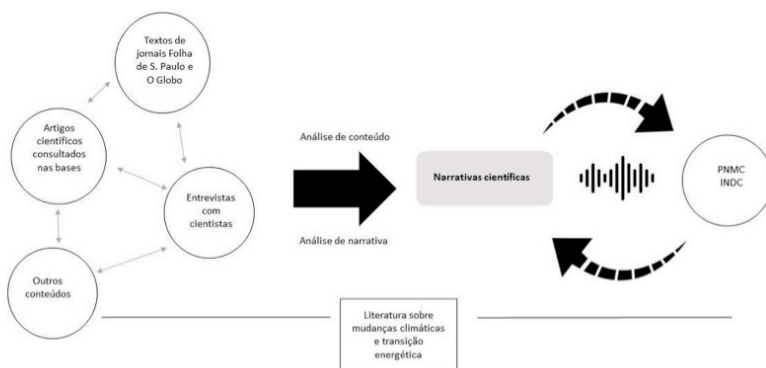 Textos de
jornais Folha
de S. Paulo e
O Globo
Artigos
científicos
consultados
nas bases
Entrevistas
com
cientistas
Outros
conteúdos
Análise de conteúdo
Análise de narrativa
Narrativas científicas
PNMC
INDC
Literatura sobre
mudanças climáticas
e transição
energética